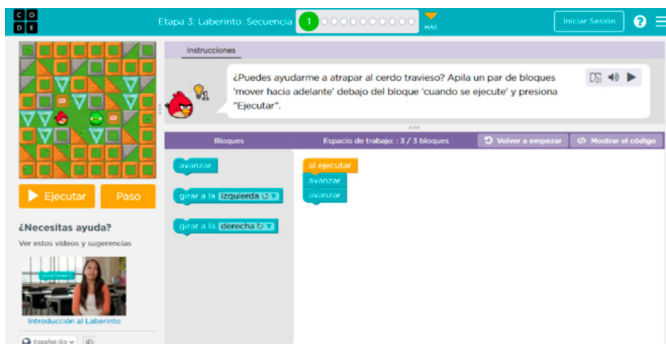 C O
D E
Etapa 3: Laberinto: Secuencia
1
MÁS
Iniciar Sesión
?
Instrucciones
¿Puedes ayudarme a atrapar al cerdo travieso? Apila un par de bloques
'mover hacia adelante' debajo del bloque 'cuando se ejecute' y presiona
"Ejecutar".
1
Bloques
Espacio de trabajo: : 3 / 3 bloques
Volver a empezar
Mostrar el código
avanzar
girar a la izquierda
girar a la derecha
al ejecutar
avanzar
avanzar
Ejecutar
Paso
¿Necesitas ayuda?
Ver estos videos y sugerencias
Introducción al Laberinto